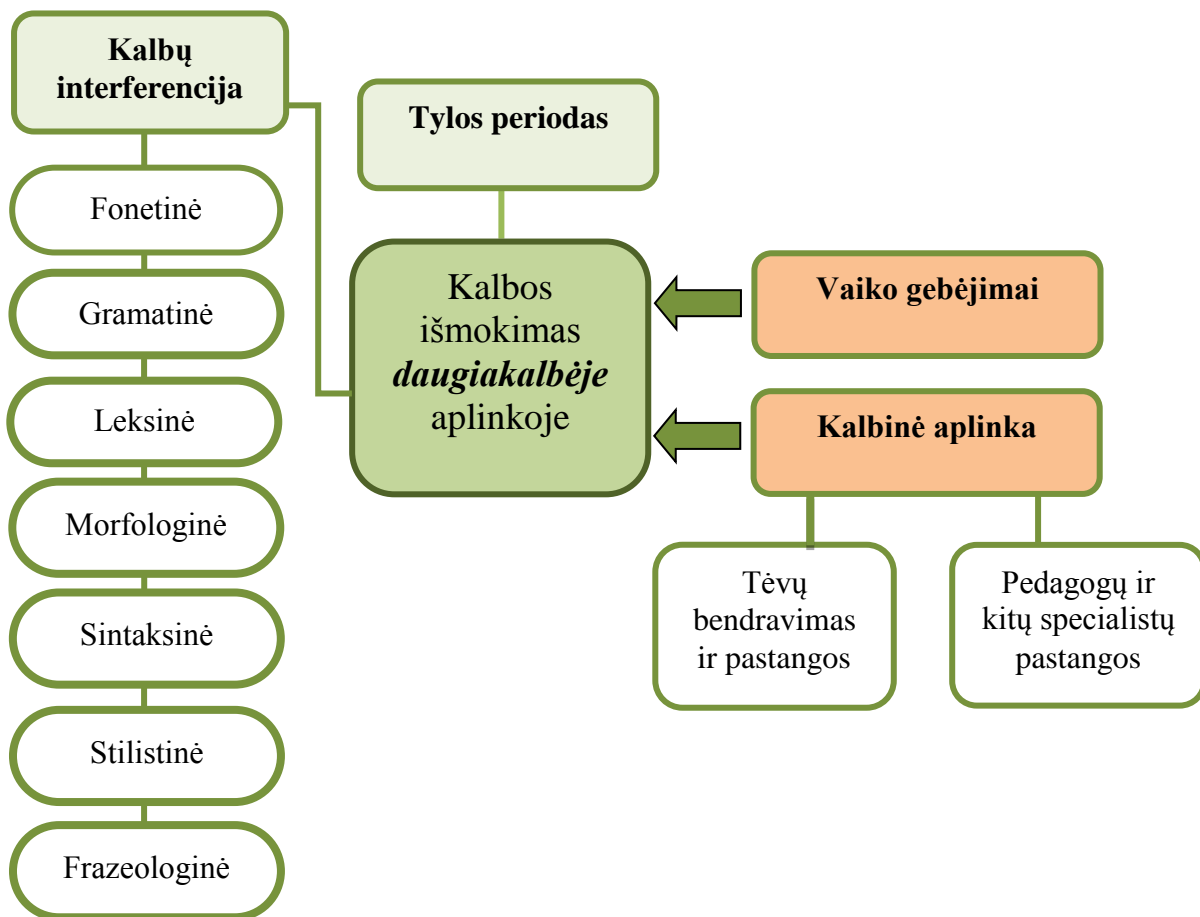 Kalbų
interferencija
Fonetinė
Gramatinė
Leksinė
Morfologinė
Sintaksinė
Stilistinė
Frazeologinė
Tylos periodas
Kalbos
išmokimas
daugiakalbėje
aplinkoje
Vaiko gebėjimai
Kalbinė aplinka
Tėvų
bendravimas
ir pastangos
Pedagogų ir
kitų specialistų
pastangos